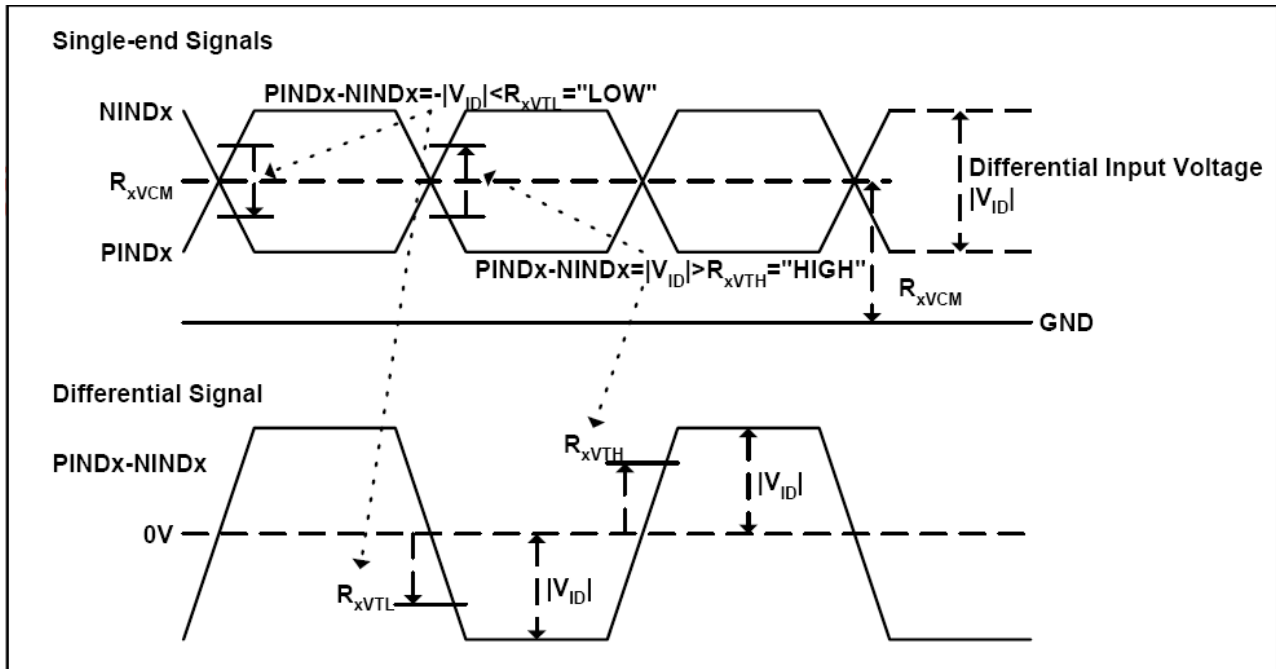 Single-end Signals
PINDx-NINDx=-|VID|<RxVTL="LOW"
NINDx
RxVCM
Differential Input Voltage
|VID|
PINDx
PINDx-NINDx=|VID|>RxVTH="HIGH"
RxVCM
GND
Differential Signal
RxVTH
PINDx-NINDx
|VID|
0V
RxVTL
|VID|